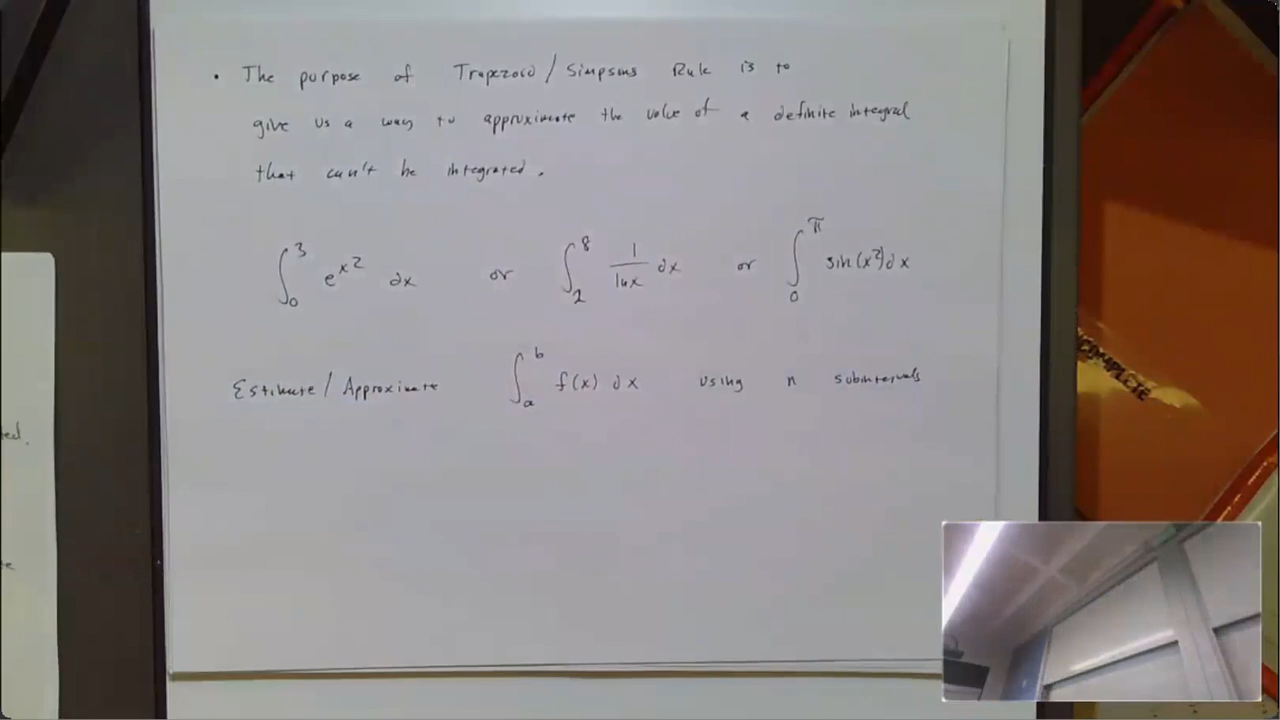 • The purpose of Trapezoid / Simpsons Rule is to
give us a way to approximate the value of a definite integral
that can't be integrated.
∫₀³ e^{x²} dx or ∫₂⁸ 1/lnx dx or ∫₀^π sin(x²)dx
Estimate / Approximate ∫ₐᵇ f(x) dx using n subintervals
COMPLETE